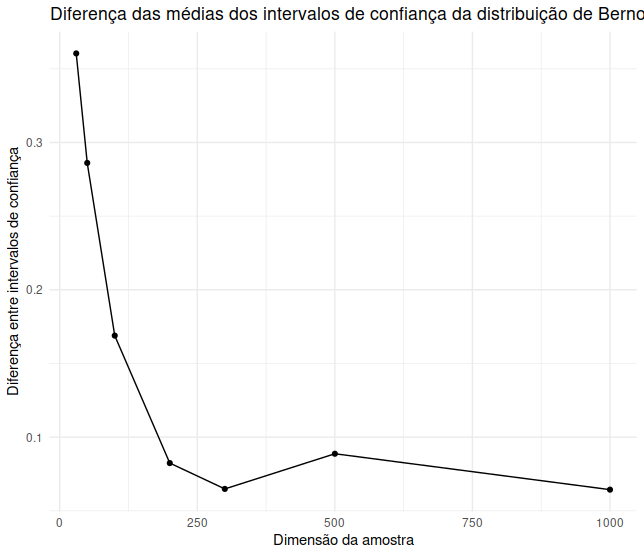 Diferença das médias dos intervalos de confiança da distribuição de Berno
Diferença entre intervalos de confiança
0.3
0.2
0.1
0 250 500 750 1000
Dimensão da amostra